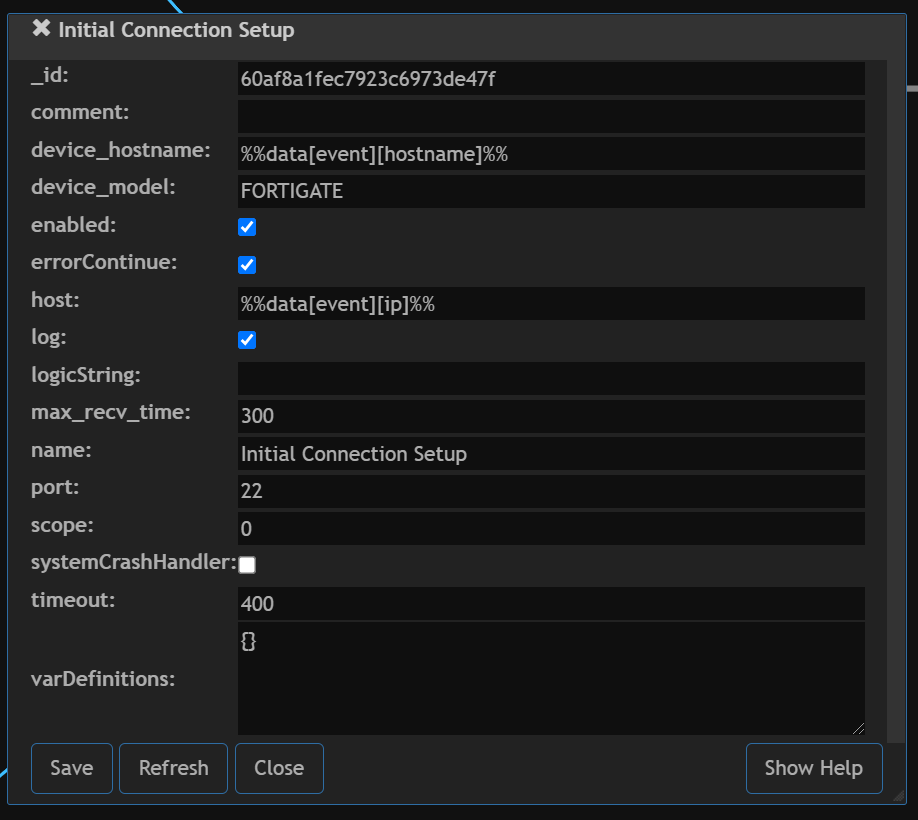 ✖ Initial Connection Setup
_id: 60af8a1fec7923c6973de47f
comment:
device_hostname: %%data[event][hostname]%%
device_model: FORTIGATE
enabled:
errorContinue:
host: %%data[event][ip]%%
log:
logicString:
max_recv_time: 300
name: Initial Connection Setup
port: 22
scope: 0
systemCrashHandler:
timeout: 400
varDefinitions: {}
Save Refresh Close Show Help